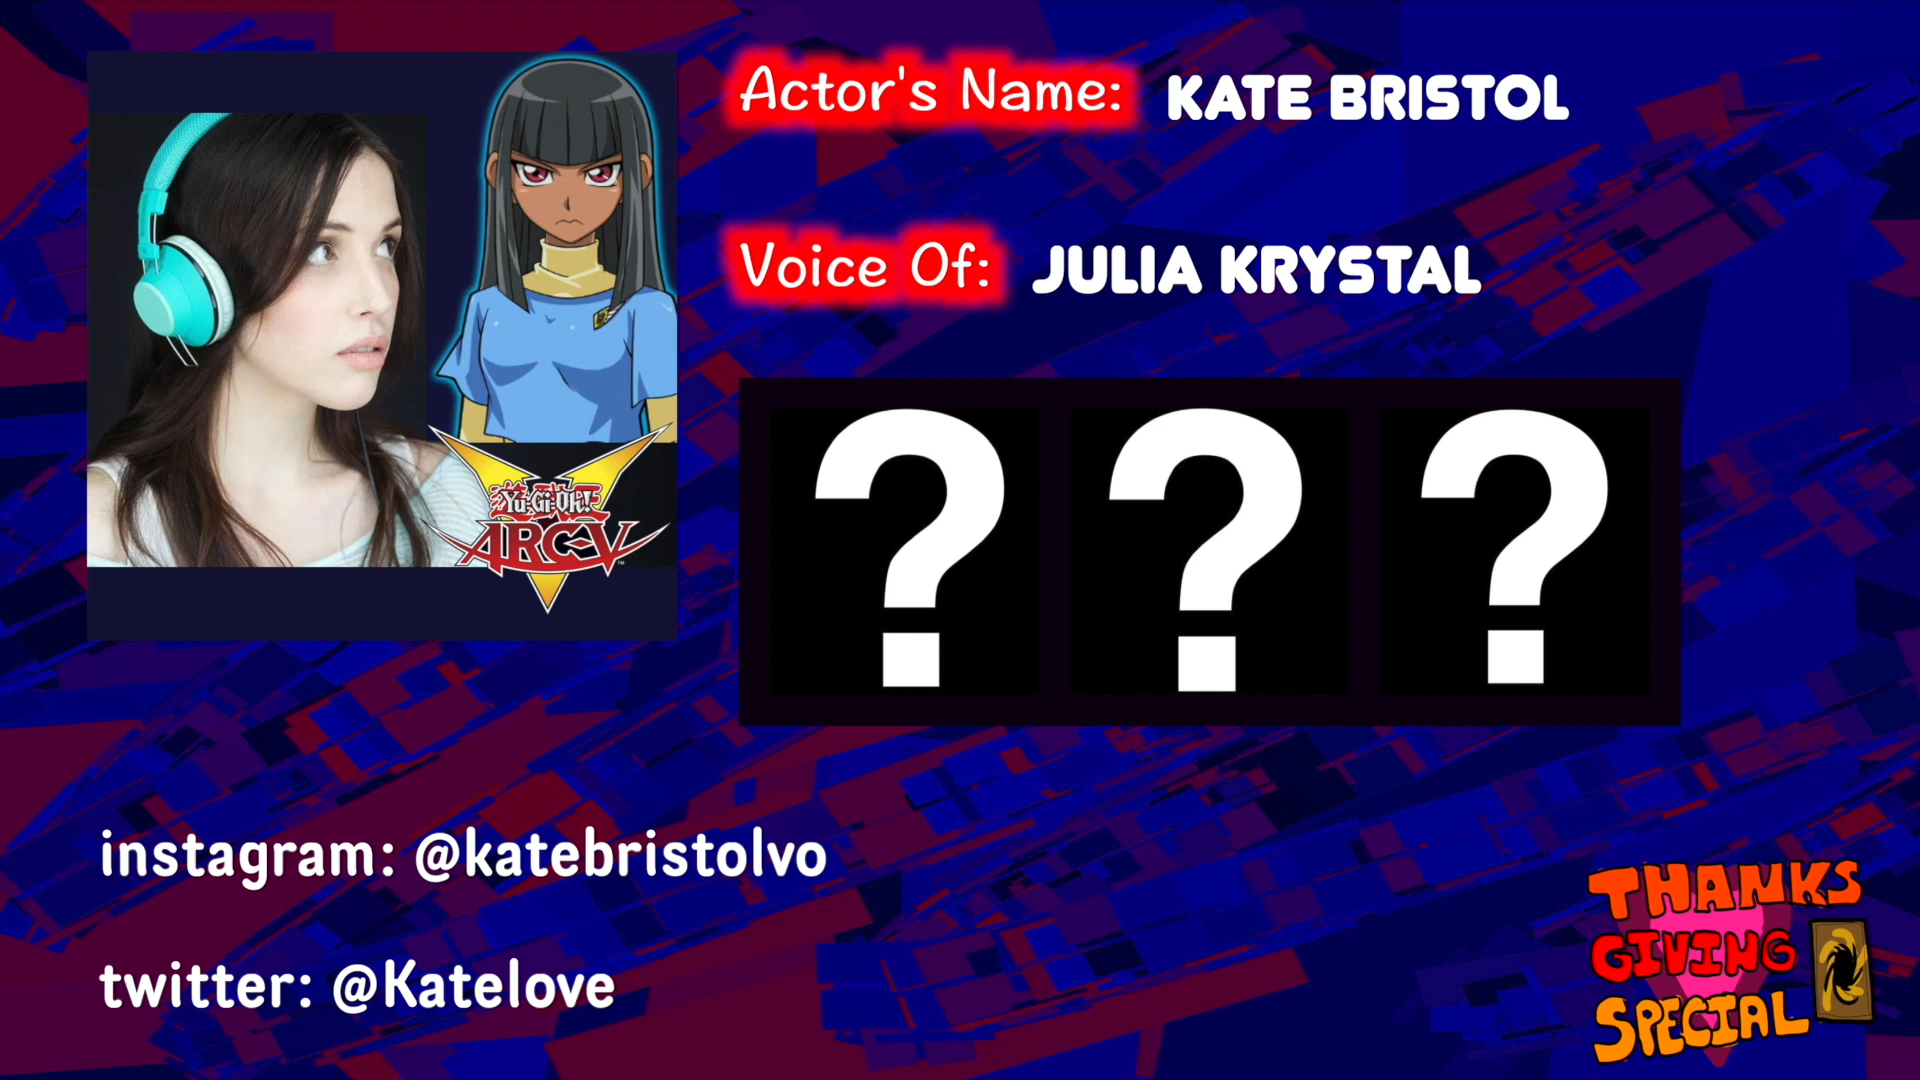 Actor's Name: KATE BRISTOL
Voice Of: JULIA KRYSTAL
Yu-Gi-Oh!
ARC-V
™
? ? ?
instagram: @katebristolvo
twitter: @Katelove
THANKS
GIVING
SPECIAL